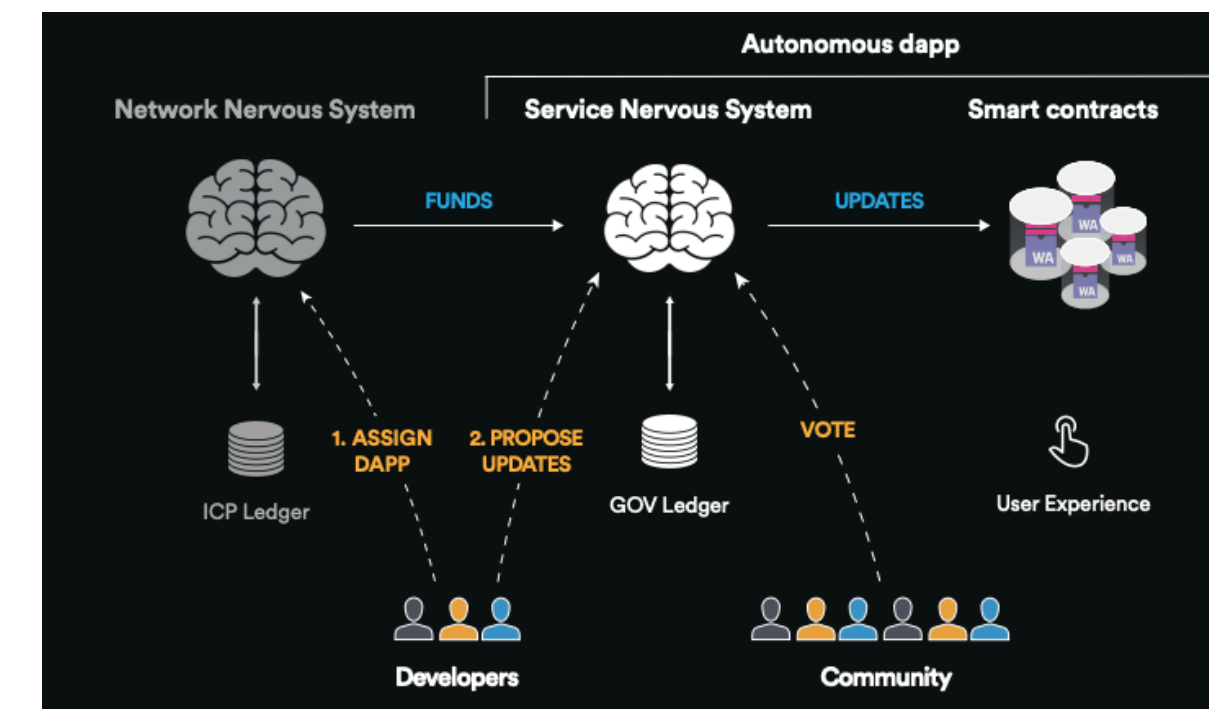 Autonomous dapp
Network Nervous System
Service Nervous System
Smart contracts
FUNDS
UPDATES
WA
WA
WA
WA
1. ASSIGN
DAPP
2. PROPOSE
UPDATES
VOTE
ICP Ledger
GOV Ledger
User Experience
Developers
Community